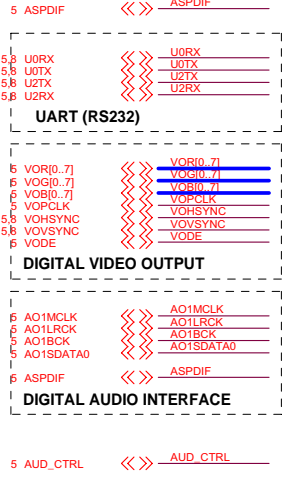 5 ASPDIF ASPDIF
5,8 U0RX U0RX
5,8 U0TX U0TX
5,8 U2TX U2TX
5,8 U2RX U2RX
UART (RS232)
5 VOR[0..7] VOR[0..7]
5 VOG[0..7] VOG[0..7]
5 VOB[0..7] VOB[0..7]
5 VOPCLK VOPCLK
5,8 VOHSYNC VOHSYNC
5,8 VOVSYNC VOVSYNC
5 VODE VODE
DIGITAL VIDEO OUTPUT
5 AO1MCLK AO1MCLK
5 AO1LRCK AO1LRCK
5 AO1BCK AO1BCK
5 AO1SDATA0 AO1SDATA0
5 ASPDIF ASPDIF
DIGITAL AUDIO INTERFACE
5 AUD_CTRL AUD_CTRL